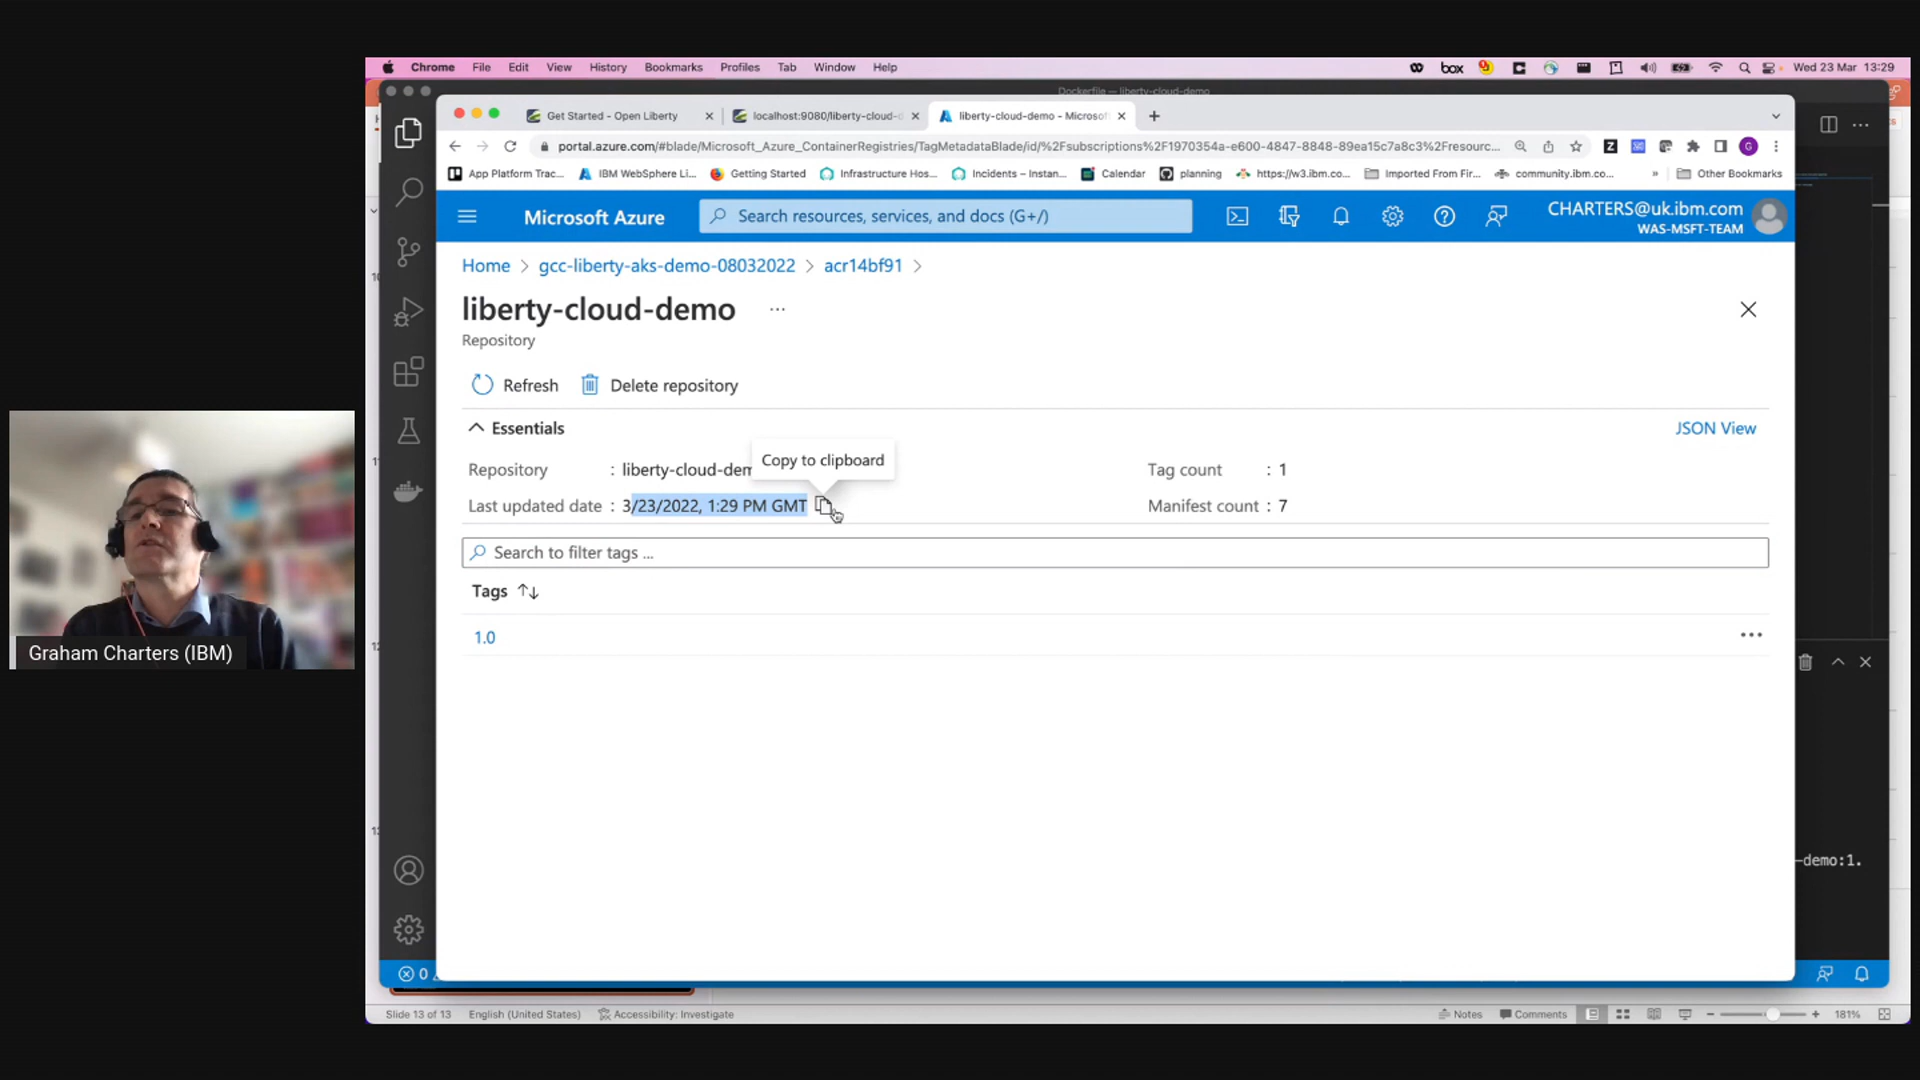 Chrome File Edit View History Bookmarks Profiles Tab Window Help
box
Wed 23 Mar 13:29
Dockerfile — liberty-cloud-demo
Get Started - Open Liberty
localhost:9080/liberty-cloud-d
liberty-cloud-demo - Microsof
portal.azure.com/#blade/Microsoft_Azure_ContainerRegistries/TagMetadataBlade/id/%2Fsubscriptions%2F1970354a-e600-4847-8848-89ea15c7a8c3%2Fresourc...
App Platform Trac...
IBM WebSphere Li...
Getting Started
Infrastructure Hos...
Incidents – Instan...
Calendar
planning
https://w3.ibm.co...
Imported From Fir...
community.ibm.co...
»
Other Bookmarks
Microsoft Azure
Search resources, services, and docs (G+/)
CHARTERS@uk.ibm.com
WAS-MSFT-TEAM
Home > gcc-liberty-aks-demo-08032022 > acr14bf91 >
liberty-cloud-demo ...
Repository
Refresh
Delete repository
Essentials
JSON View
Copy to clipboard
Repository : liberty-cloud-dem
Tag count : 1
Last updated date : 3/23/2022, 1:29 PM GMT
Manifest count : 7
Search to filter tags ...
Tags ↑↓
1.0
Graham Charters (IBM)
-demo:1.
0
Slide 13 of 13
English (United States)
Accessibility: Investigate
Notes
Comments
181%